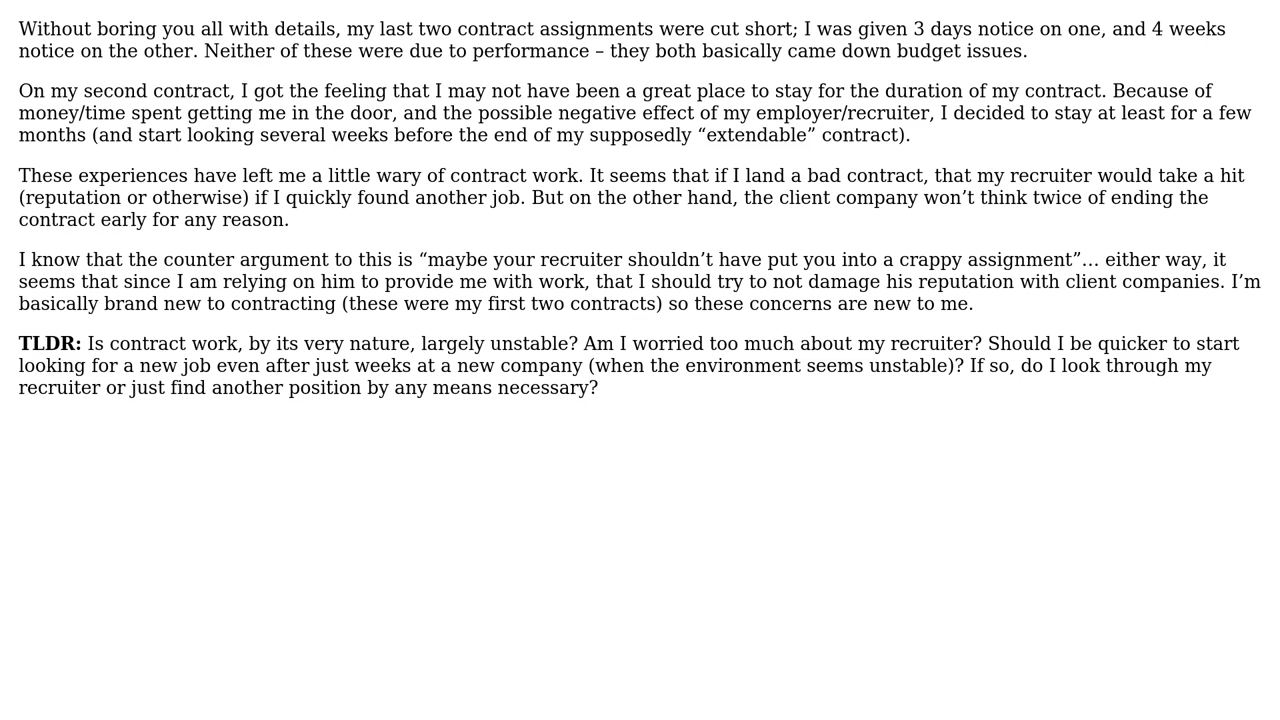 Without boring you all with details, my last two contract assignments were cut short; I was given 3 days notice on one, and 4 weeks
notice on the other. Neither of these were due to performance – they both basically came down budget issues.
On my second contract, I got the feeling that I may not have been a great place to stay for the duration of my contract. Because of
money/time spent getting me in the door, and the possible negative effect of my employer/recruiter, I decided to stay at least for a few
months (and start looking several weeks before the end of my supposedly “extendable” contract).
These experiences have left me a little wary of contract work. It seems that if I land a bad contract, that my recruiter would take a hit
(reputation or otherwise) if I quickly found another job. But on the other hand, the client company won’t think twice of ending the
contract early for any reason.
I know that the counter argument to this is “maybe your recruiter shouldn’t have put you into a crappy assignment”… either way, it
seems that since I am relying on him to provide me with work, that I should try to not damage his reputation with client companies. I’m
basically brand new to contracting (these were my first two contracts) so these concerns are new to me.
TLDR: Is contract work, by its very nature, largely unstable? Am I worried too much about my recruiter? Should I be quicker to start
looking for a new job even after just weeks at a new company (when the environment seems unstable)? If so, do I look through my
recruiter or just find another position by any means necessary?